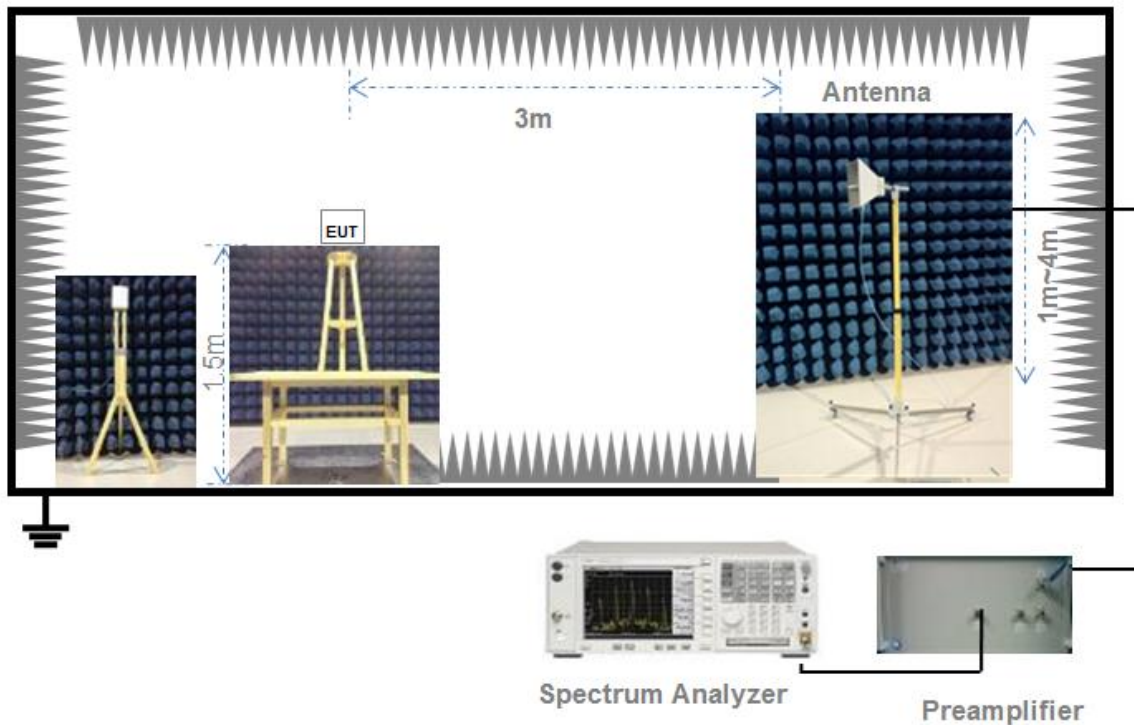 Antenna
3m
EUT
1.5m
1m~4m
Spectrum Analyzer
Preamplifier